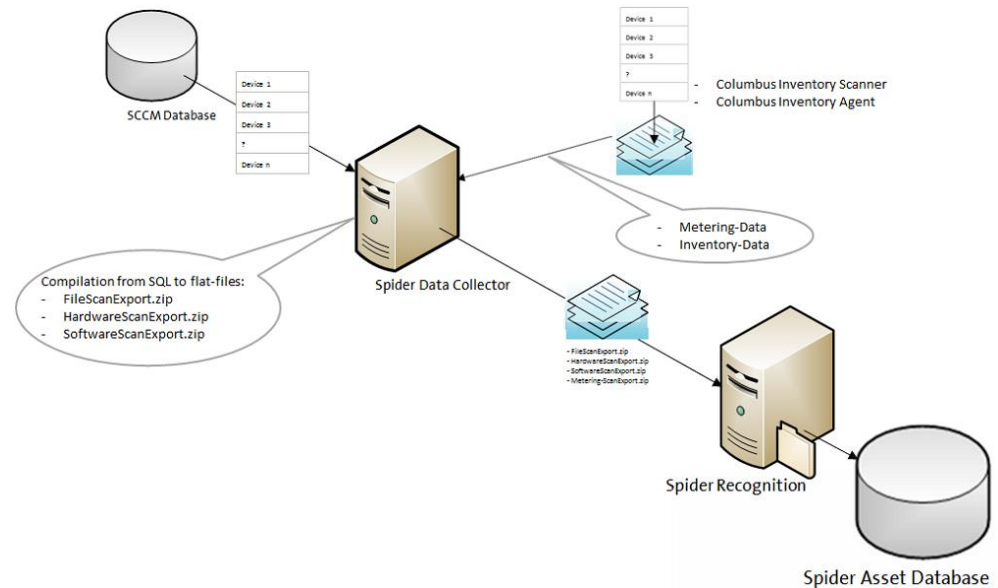 Device 1
Device 2
Device 3
?
Device n
- Columbus Inventory Scanner
- Columbus Inventory Agent
SCCM Database
Device 1
Device 2
Device 3
?
Device n
- Metering-Data
- Inventory-Data
Spider Data Collector
Compilation from SQL to flat-files:
- FileScanExport.zip
- HardwareScanExport.zip
- SoftwareScanExport.zip
- FileScanExport.zip
- HardwareScanExport.zip
- SoftwareScanExport.zip
- Metering-ScanExport.zip
Spider Recognition
Spider Asset Database